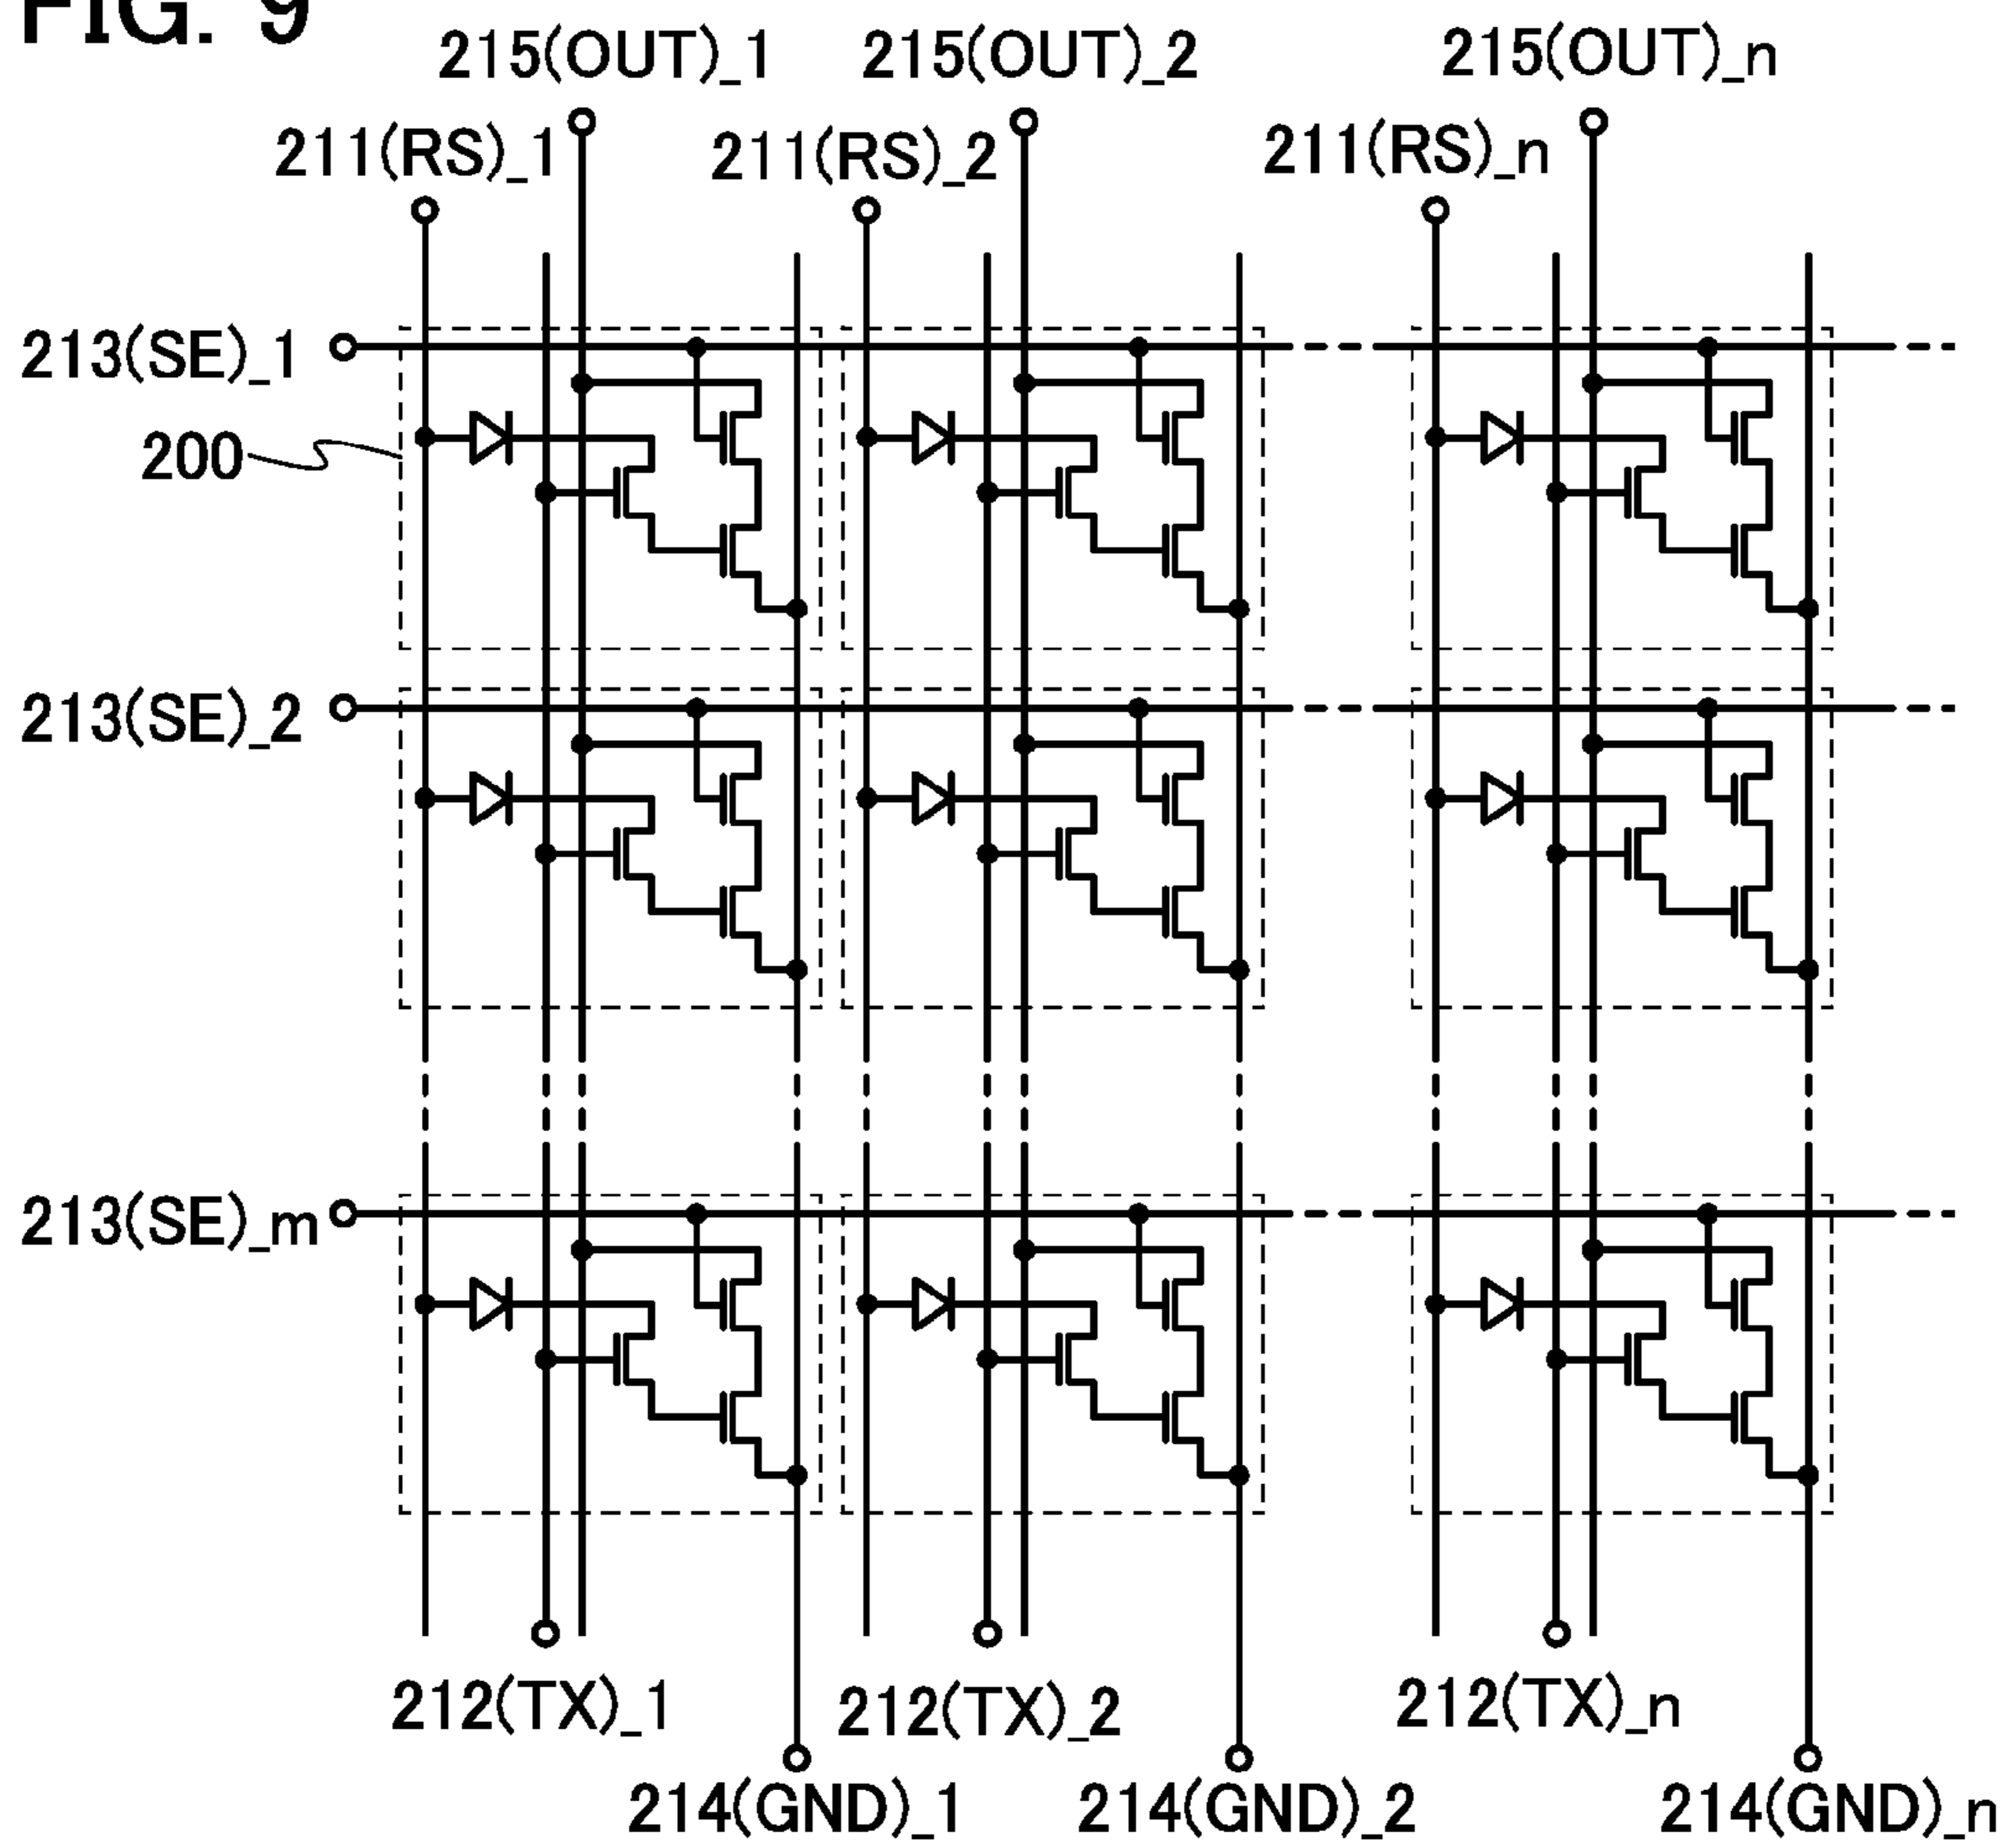 FIG. 9
215(OUT)_1 215(OUT)_2 215(OUT)_n
211(RS)_1 211(RS)_2 211(RS)_n
213(SE)_1
200
213(SE)_2
213(SE)_m
212(TX)_1 212(TX)_2 212(TX)_n
214(GND)_1 214(GND)_2 214(GND)_n